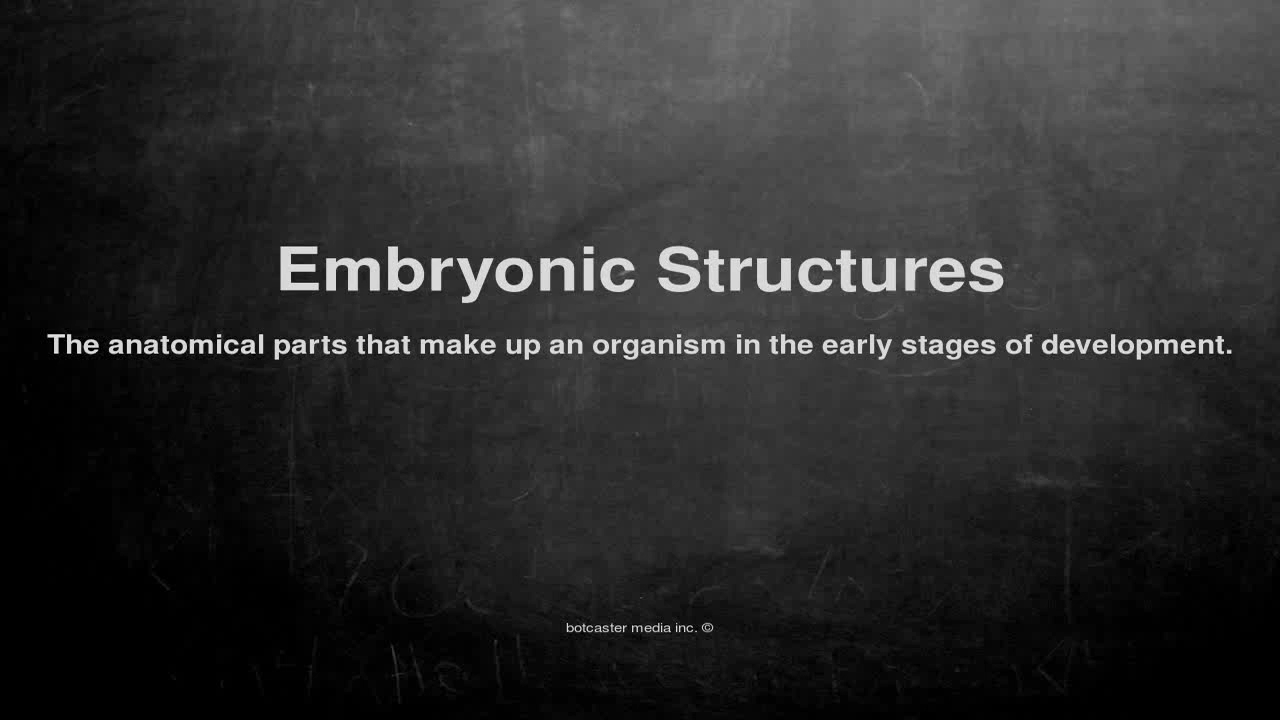 Embryonic Structures
The anatomical parts that make up an organism in the early stages of development.
botcaster media inc. ©